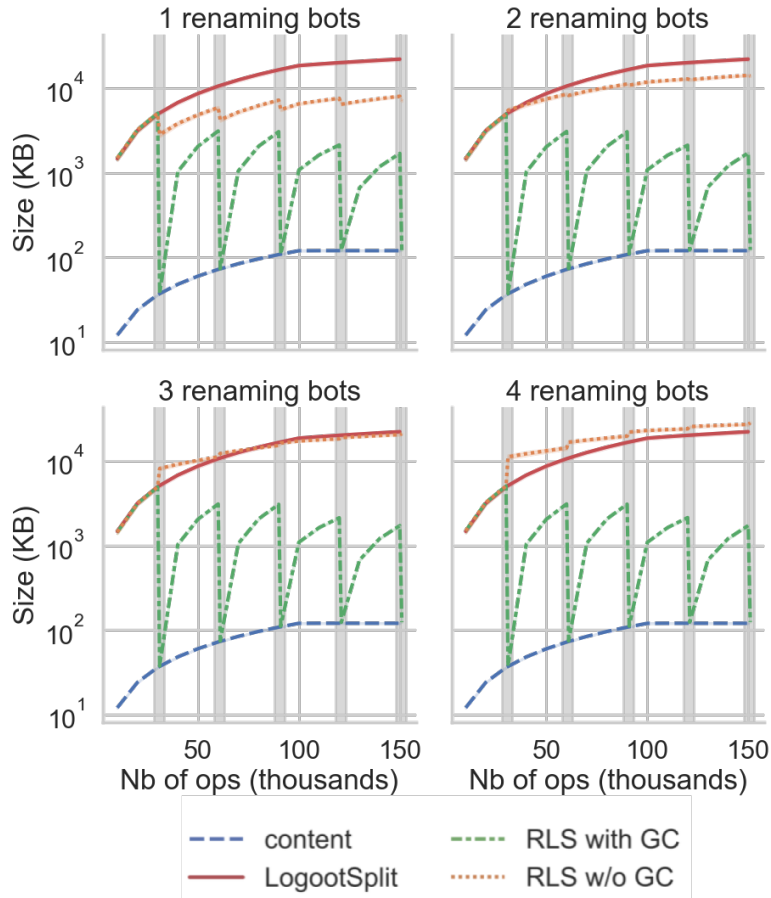 1 renaming bots
2 renaming bots
Size (KB)
10^4
10^3
10^2
10^1
3 renaming bots
4 renaming bots
Size (KB)
10^4
10^3
10^2
10^1
50 100 150
50 100 150
Nb of ops (thousands)
Nb of ops (thousands)
content
RLS with GC
LogootSplit
RLS w/o GC